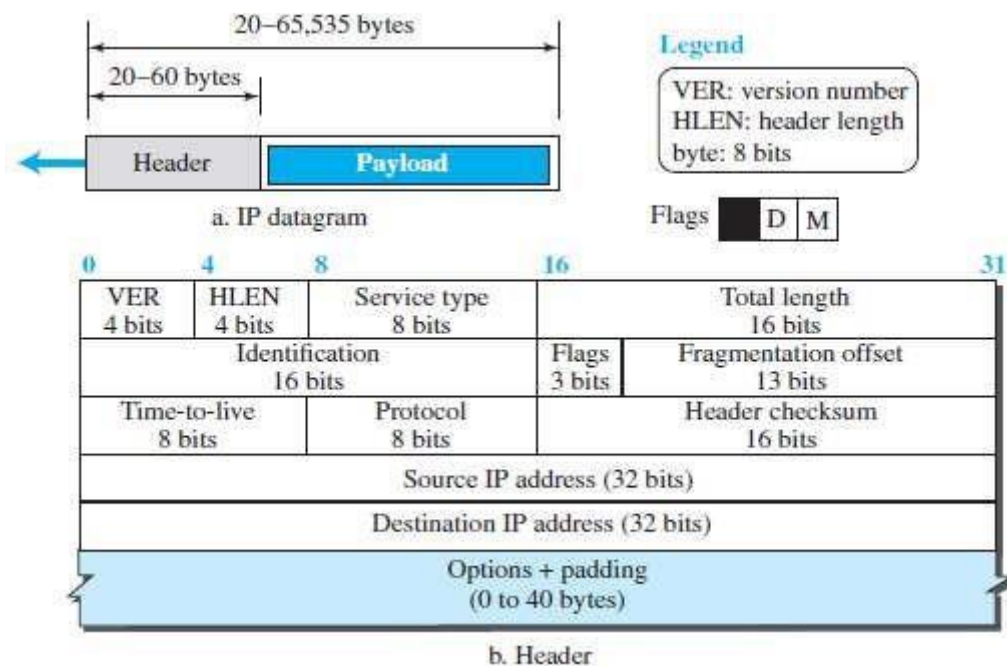 20–65,535 bytes
20–60 bytes
Header
Payload
a. IP datagram
Legend
VER: version number
HLEN: header length
byte: 8 bits
Flags D M
0 4 8 16 31
VER HLEN Service type Total length
4 bits 4 bits 8 bits 16 bits
Identification Flags Fragmentation offset
16 bits 3 bits 13 bits
Time-to-live Protocol Header checksum
8 bits 8 bits 16 bits
Source IP address (32 bits)
Destination IP address (32 bits)
Options + padding
(0 to 40 bytes)
b. Header